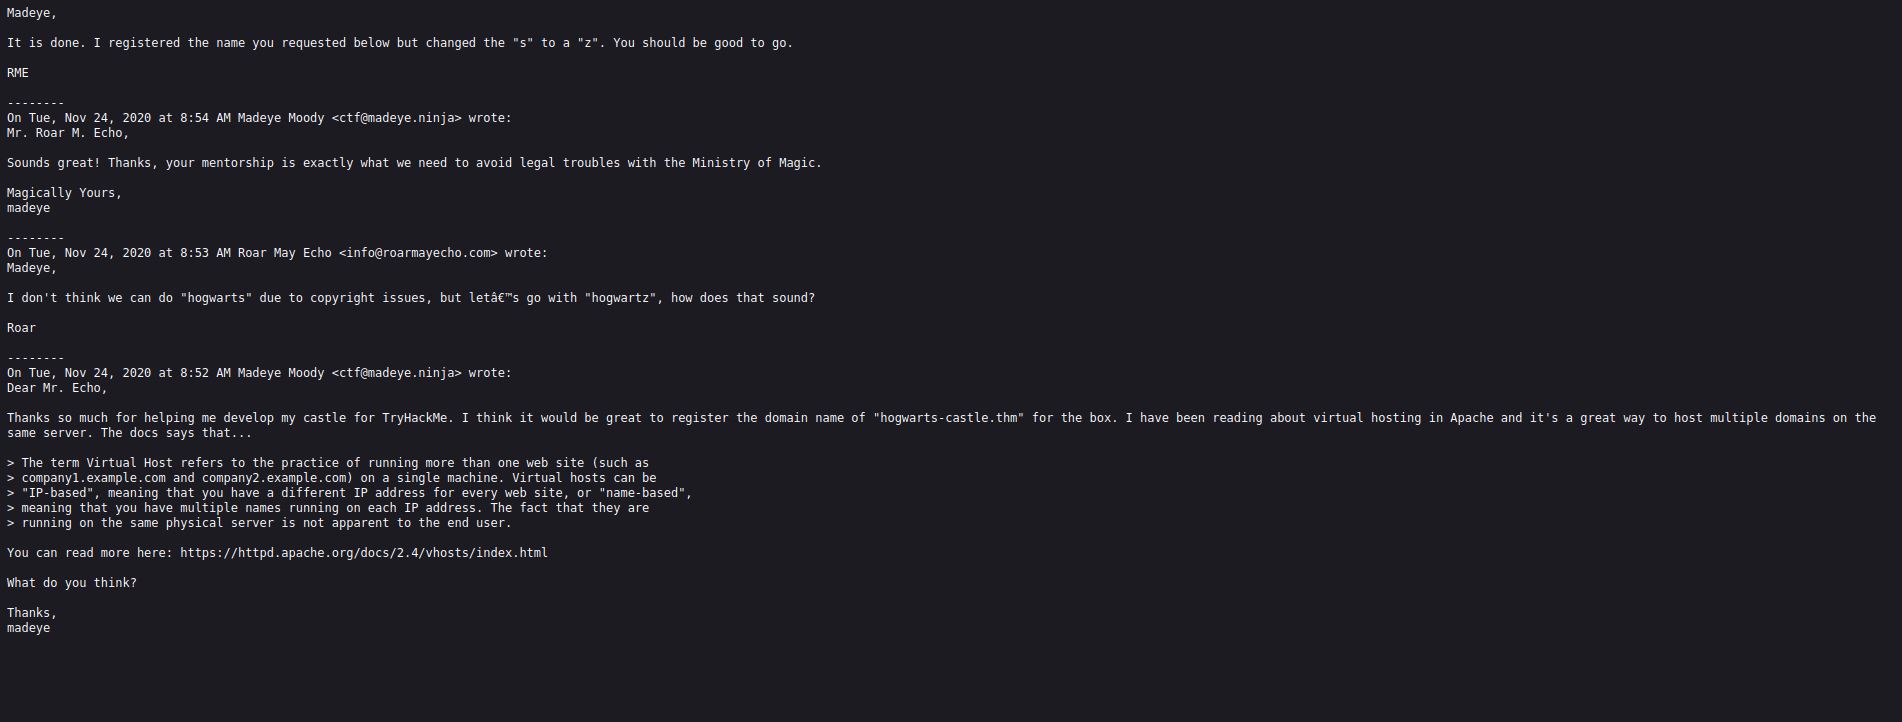 Madeye,
It is done. I registered the name you requested below but changed the "s" to a "z". You should be good to go.
RME
--------
On Tue, Nov 24, 2020 at 8:54 AM Madeye Moody <ctf@madeye.ninja> wrote:
Mr. Roar M. Echo,
Sounds great! Thanks, your mentorship is exactly what we need to avoid legal troubles with the Ministry of Magic.
Magically Yours,
madeye
--------
On Tue, Nov 24, 2020 at 8:53 AM Roar May Echo <info@roarmayecho.com> wrote:
Madeye,
I don't think we can do "hogwarts" due to copyright issues, but letâ€™s go with "hogwartz", how does that sound?
Roar
--------
On Tue, Nov 24, 2020 at 8:52 AM Madeye Moody <ctf@madeye.ninja> wrote:
Dear Mr. Echo,
Thanks so much for helping me develop my castle for TryHackMe. I think it would be great to register the domain name of "hogwarts-castle.thm" for the box. I have been reading about virtual hosting in Apache and it's a great way to host multiple domains on the
same server. The docs says that...
> The term Virtual Host refers to the practice of running more than one web site (such as
> company1.example.com and company2.example.com) on a single machine. Virtual hosts can be
> "IP-based", meaning that you have a different IP address for every web site, or "name-based",
> meaning that you have multiple names running on each IP address. The fact that they are
> running on the same physical server is not apparent to the end user.
You can read more here: https://httpd.apache.org/docs/2.4/vhosts/index.html
What do you think?
Thanks,
madeye